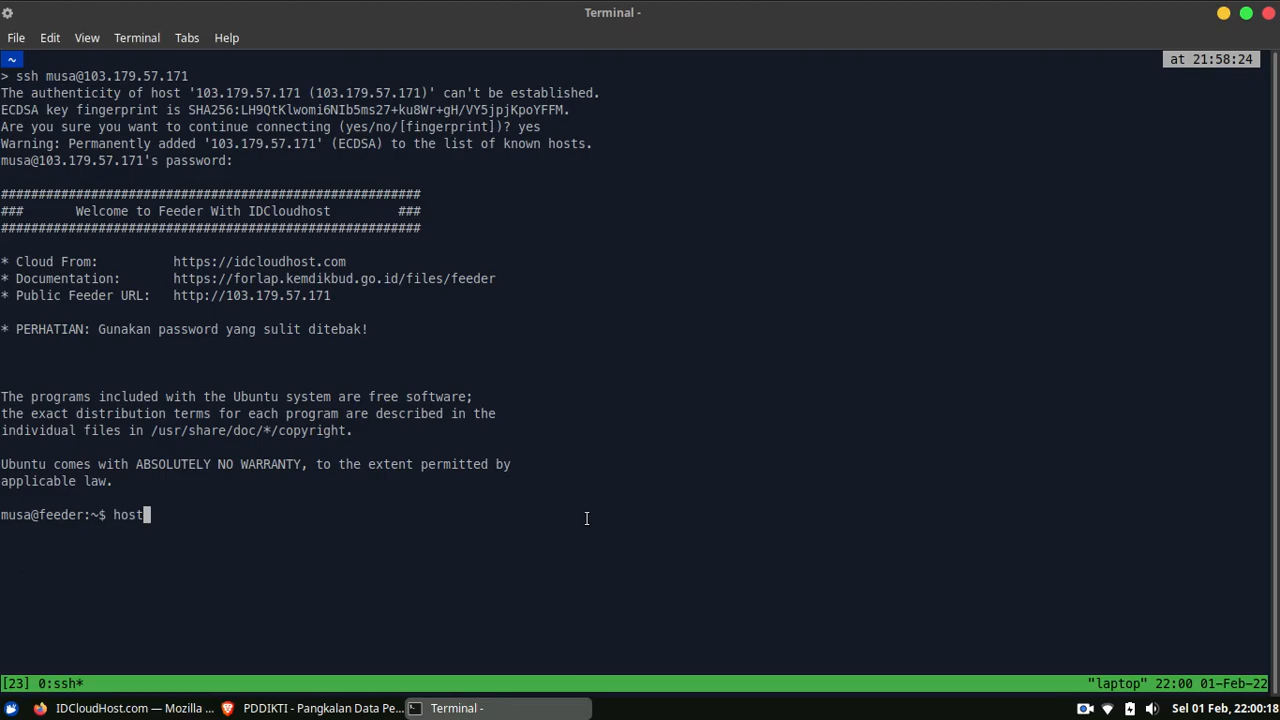 Terminal -
File Edit View Terminal Tabs Help
~ at 21:58:24
> ssh musa@103.179.57.171
The authenticity of host '103.179.57.171 (103.179.57.171)' can't be established.
ECDSA key fingerprint is SHA256:LH9QtKlwomi6NIb5ms27+ku8Wr+gH/VY5jpjKpoYFFM.
Are you sure you want to continue connecting (yes/no/[fingerprint])? yes
Warning: Permanently added '103.179.57.171' (ECDSA) to the list of known hosts.
musa@103.179.57.171's password:
########################################################
### Welcome to Feeder With IDCloudhost ###
########################################################
* Cloud From: https://idcloudhost.com
* Documentation: https://forlap.kemdikbud.go.id/files/feeder
* Public Feeder URL: http://103.179.57.171
* PERHATIAN: Gunakan password yang sulit ditebak!
The programs included with the Ubuntu system are free software;
the exact distribution terms for each program are described in the
individual files in /usr/share/doc/*/copyright.
Ubuntu comes with ABSOLUTELY NO WARRANTY, to the extent permitted by
applicable law.
musa@feeder:~$ host
[23] 0:ssh* "laptop" 22:00 01-Feb-22
IDCloudHost.com — Mozilla ... PDDIKTI - Pangkalan Data Pe... Terminal - Sel 01 Feb, 22:00:18